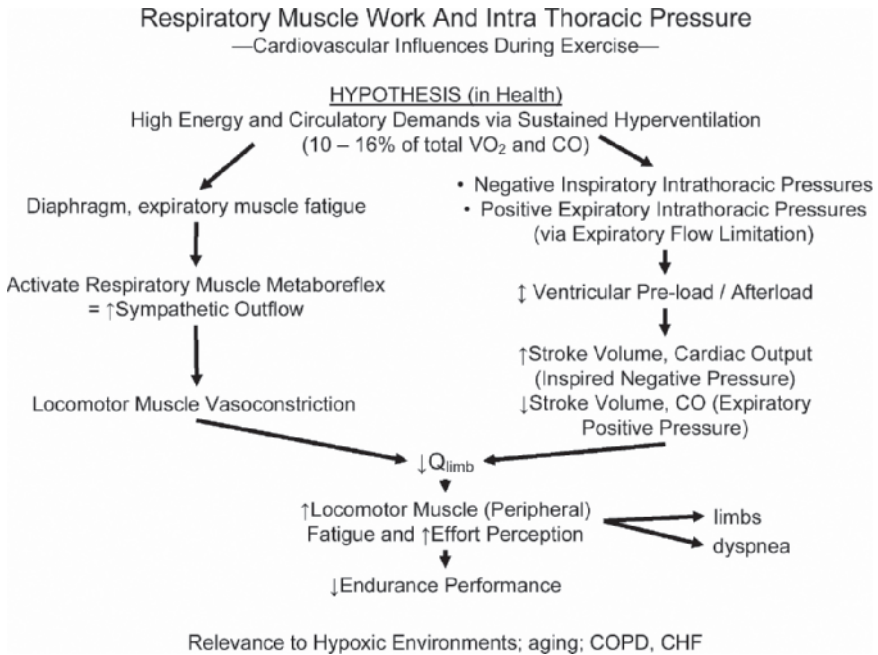 Respiratory Muscle Work And Intra Thoracic Pressure
—Cardiovascular Influences During Exercise—
HYPOTHESIS (in Health)
High Energy and Circulatory Demands via Sustained Hyperventilation
(10 – 16% of total VO₂ and CO)
Diaphragm, expiratory muscle fatigue
Activate Respiratory Muscle Metaboreflex
= ↑Sympathetic Outflow
Locomotor Muscle Vasoconstriction
• Negative Inspiratory Intrathoracic Pressures
• Positive Expiratory Intrathoracic Pressures
(via Expiratory Flow Limitation)
↕ Ventricular Pre-load / Afterload
↑Stroke Volume, Cardiac Output
(Inspired Negative Pressure)
↓Stroke Volume, CO (Expiratory
Positive Pressure)
↓Qlimb
↑Locomotor Muscle (Peripheral)
Fatigue and ↑Effort Perception
limbs
dyspnea
↓Endurance Performance
Relevance to Hypoxic Environments; aging; COPD, CHF